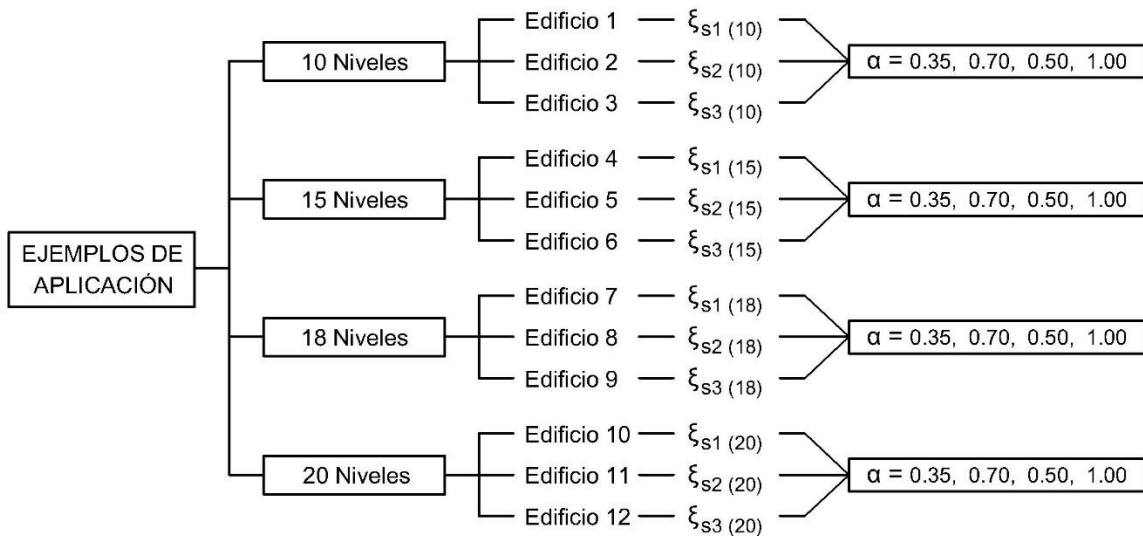 EJEMPLOS DE
APLICACIÓN
10 Niveles
Edificio 1
ξs1 (10)
Edificio 2
ξs2 (10)
Edificio 3
ξs3 (10)
α = 0.35, 0.70, 0.50, 1.00
15 Niveles
Edificio 4
ξs1 (15)
Edificio 5
ξs2 (15)
Edificio 6
ξs3 (15)
α = 0.35, 0.70, 0.50, 1.00
18 Niveles
Edificio 7
ξs1 (18)
Edificio 8
ξs2 (18)
Edificio 9
ξs3 (18)
α = 0.35, 0.70, 0.50, 1.00
20 Niveles
Edificio 10
ξs1 (20)
Edificio 11
ξs2 (20)
Edificio 12
ξs3 (20)
α = 0.35, 0.70, 0.50, 1.00